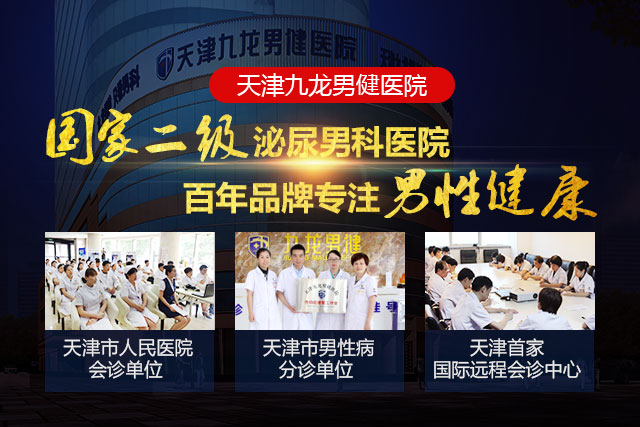 天津九龙男健医院
天津九龙男健医院
国家二级泌尿男科医院
百年品牌专注男性健康
九龙男健
天津市人民医院
会诊单位
天津市男性病
分诊单位
天津首家
国际远程会诊中心